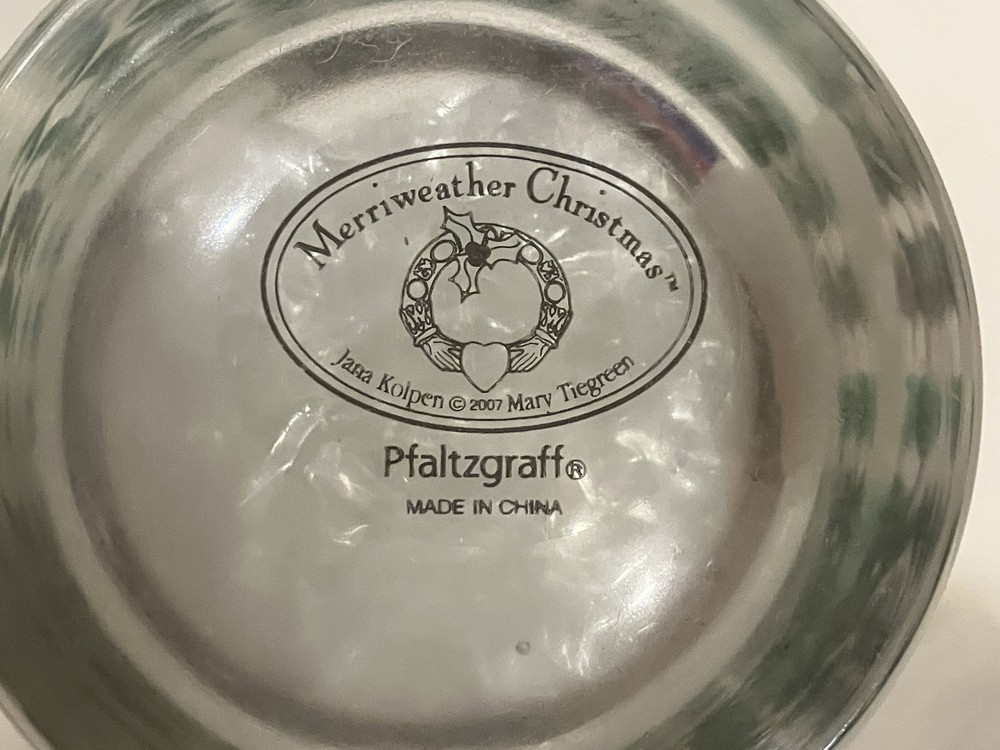 Merriweather Christmas™
Jana Kolpen © 2007 Mary Tiegreen
Pfaltzgraff®
MADE IN CHINA